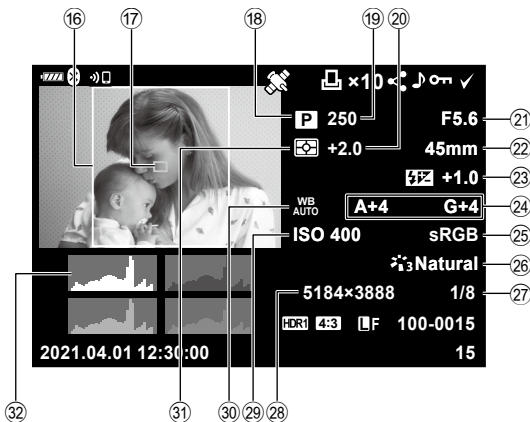 ⑯ ⑰ ⑱ ⑲ ⑳
×10
P 250 F5.6 ㉑
+2.0 45mm ㉒
+1.0 ㉓
WB AUTO A+4 G+4 ㉔
ISO 400 sRGB ㉕
3 Natural ㉖
5184×3888 1/8 ㉗
HDR1 4:3 L F 100-0015
2021.04.01 12:30:00 15
㉜ ㉛ ㉚ ㉙ ㉘